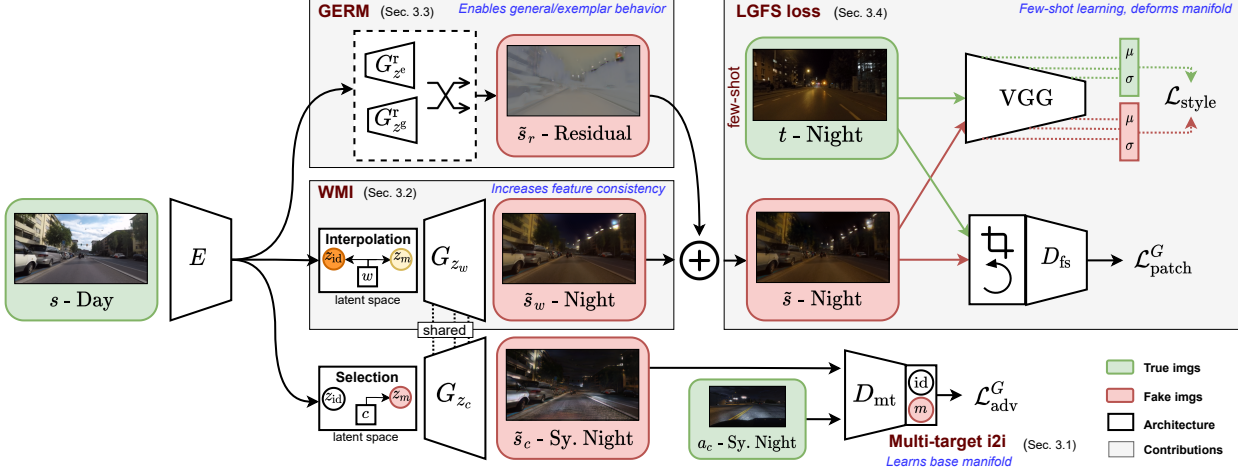 GERM (Sec. 3.3) Enables general/exemplar behavior
G^r_{z^e}
G^r_{z^g}
s̃_r - Residual
WMI (Sec. 3.2) Increases feature consistency
s - Day
E
Interpolation
z_id w z_m
latent space
G_{z_w}
s̃_w - Night
shared
Selection
z_id c z_m
latent space
G_{z_c}
s̃_c - Sy. Night
+
LGFS loss (Sec. 3.4) Few-shot learning, deforms manifold
few-shot
t - Night
VGG
μ
σ
μ
σ
ℒ_style
s̃ - Night
D_fs
ℒ^G_patch
a_c - Sy. Night
D_mt
id
m
ℒ^G_adv
Multi-target i2i (Sec. 3.1)
Learns base manifold
True imgs
Fake imgs
Architecture
Contributions